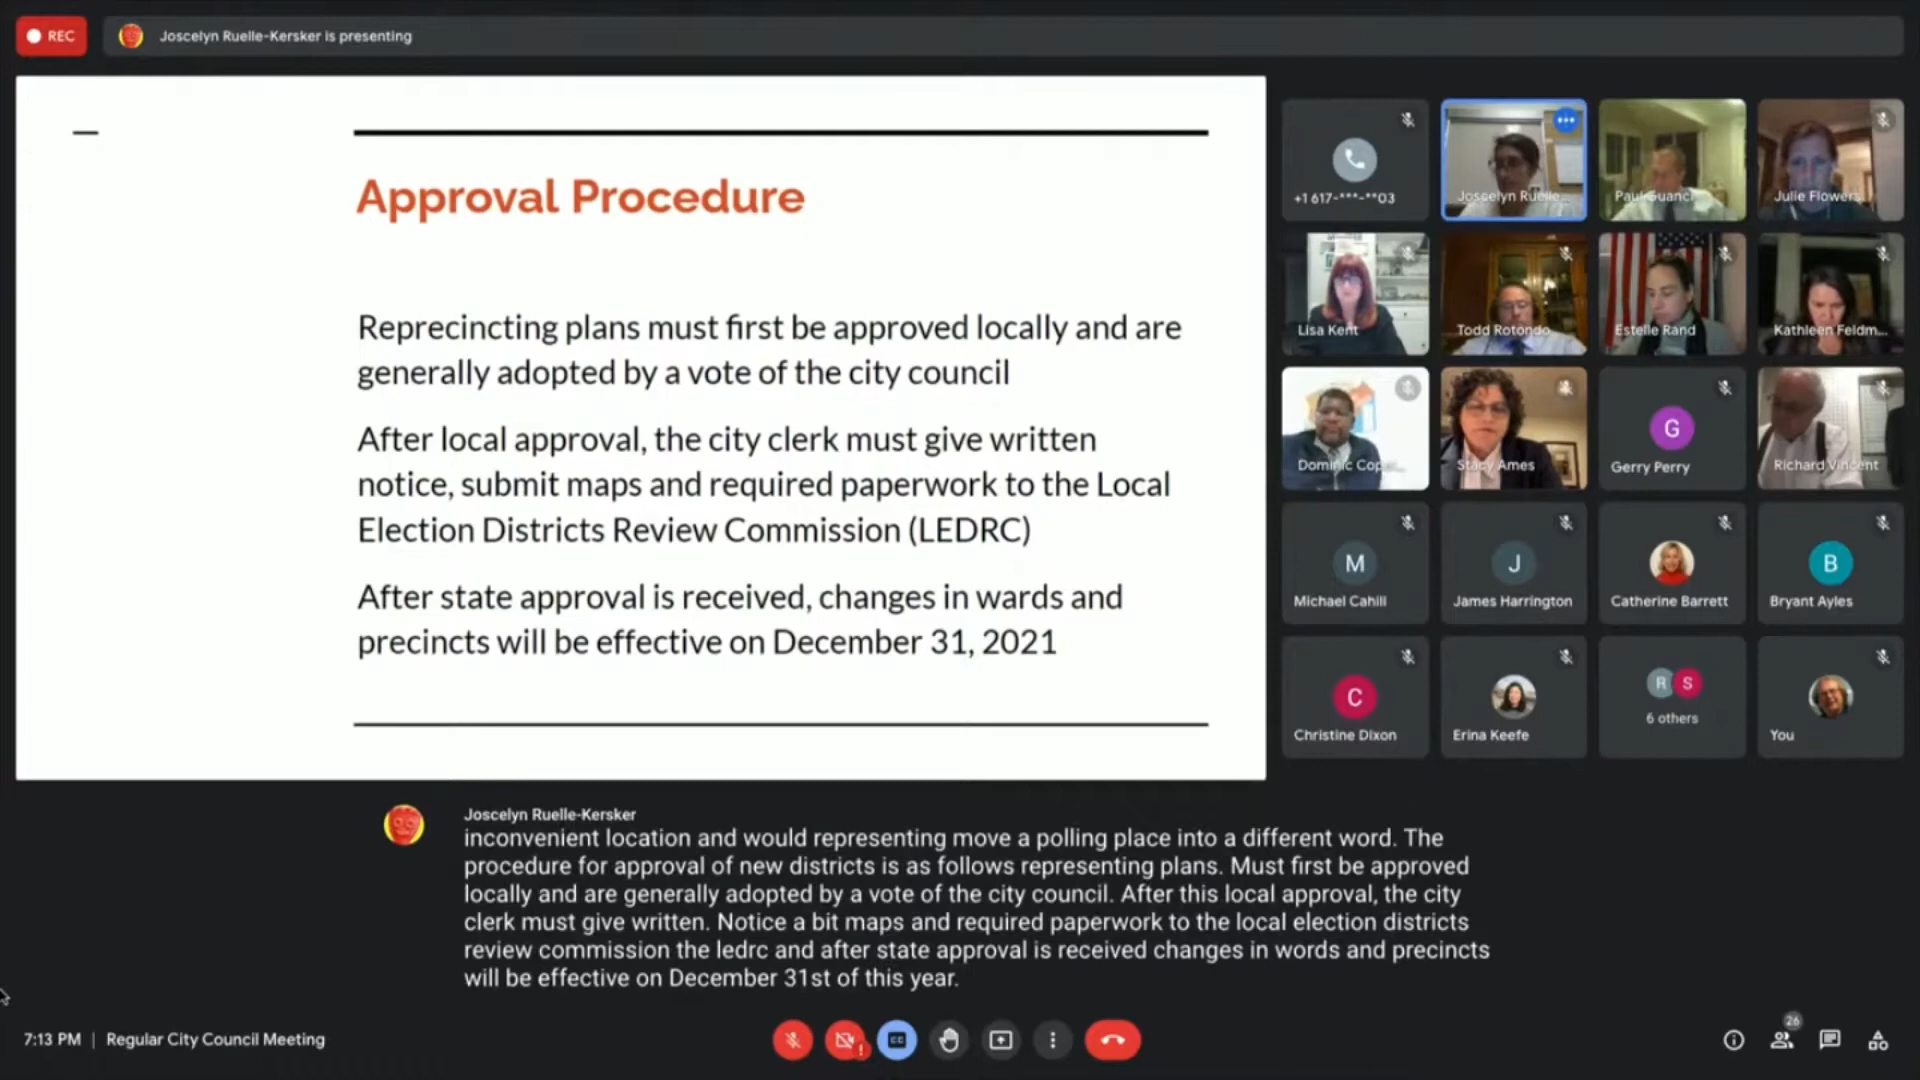 REC
Joscelyn Ruelle-Kersker is presenting
Approval Procedure
Reprecincting plans must first be approved locally and are
generally adopted by a vote of the city council
After local approval, the city clerk must give written
notice, submit maps and required paperwork to the Local
Election Districts Review Commission (LEDRC)
After state approval is received, changes in wards and
precincts will be effective on December 31, 2021
+1 617-***-**03
Joscelyn Ruelle...
Paul Guanci
Julie Flowers
Lisa Kent
Todd Rotondo
Estelle Rand
Kathleen Feldm...
Dominic Cope...
Stacy Ames
G
Gerry Perry
Richard Vincent
M
Michael Cahill
J
James Harrington
Catherine Barrett
B
Bryant Ayles
C
Christine Dixon
Erina Keefe
R S
6 others
You
Joscelyn Ruelle-Kersker
inconvenient location and would representing move a polling place into a different word. The
procedure for approval of new districts is as follows representing plans. Must first be approved
locally and are generally adopted by a vote of the city council. After this local approval, the city
clerk must give written. Notice a bit maps and required paperwork to the local election districts
review commission the ledrc and after state approval is received changes in words and precincts
will be effective on December 31st of this year.
7:13 PM | Regular City Council Meeting
CC
26